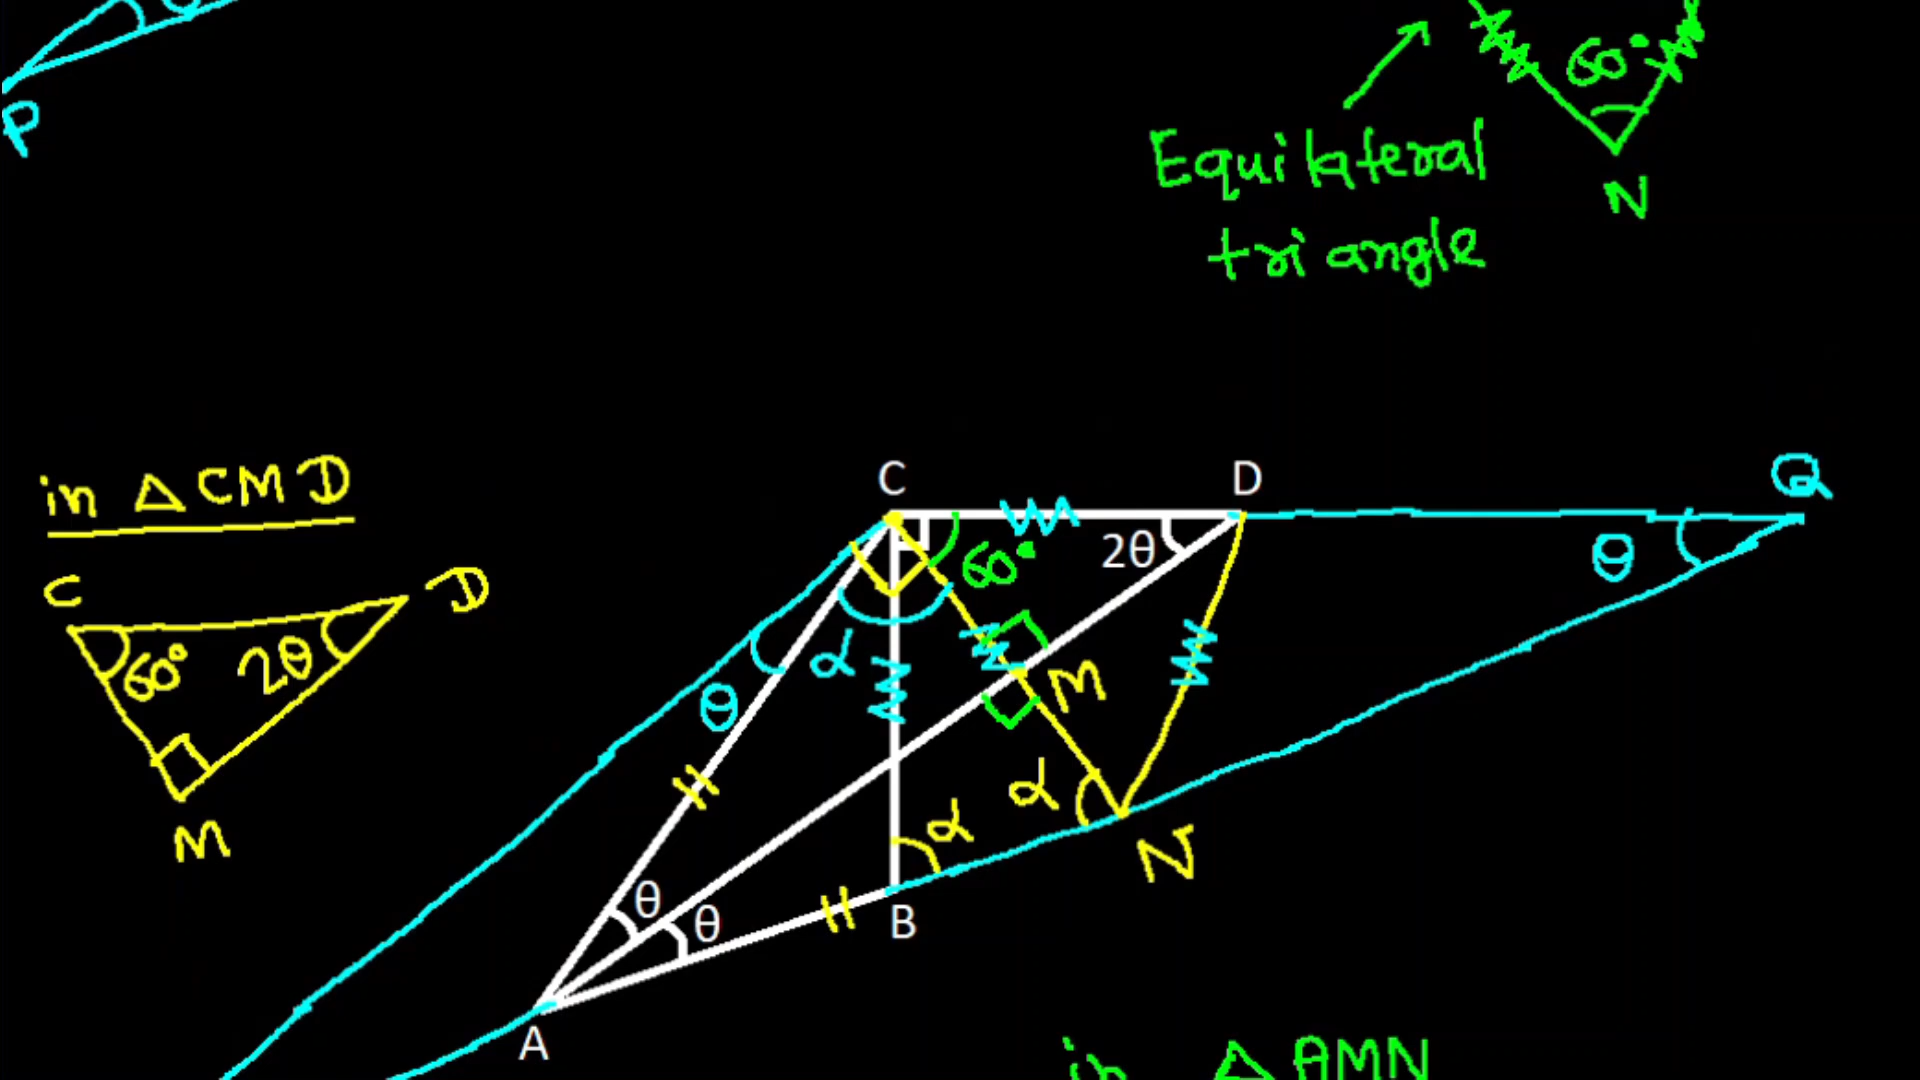 P
60°
Equilateral
triangle
N
in △CMD
C
D
60°
2θ
M
C
D
Q
60°
2θ
θ
α
θ
M
α
α
N
θ
θ
B
A
in △AMN